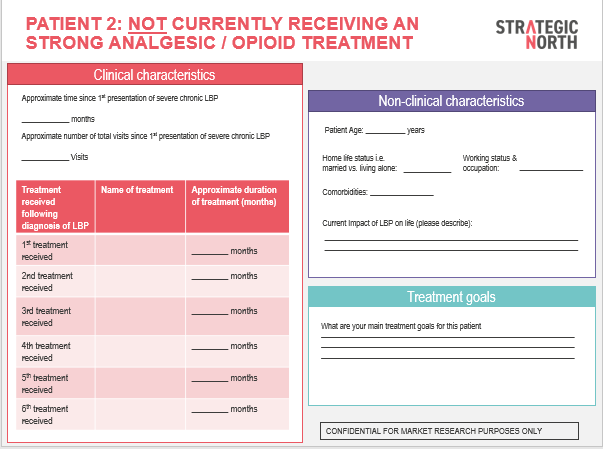 PATIENT 2: NOT CURRENTLY RECEIVING AN
STRONG ANALGESIC / OPIOID TREATMENT
STRATEGIC
NORTH
Clinical characteristics
Approximate time since 1st presentation of severe chronic LBP
__________ months
Approximate number of total visits since 1st presentation of severe chronic LBP
__________ Visits
Treatment
received
following
diagnosis of LBP
Name of treatment
Approximate duration
of treatment (months)
1st treatment
received
________ months
2nd treatment
received
________ months
3rd treatment
received
________ months
4th treatment
received
________ months
5th treatment
received
________ months
6th treatment
received
________ months
Non-clinical characteristics
Patient Age: ________ years
Home life status i.e.
married vs. living alone: __________
Working status &
occupation: _____________
Comorbidities: _____________
Current Impact of LBP on life (please describe):
Treatment goals
What are your main treatment goals for this patient
CONFIDENTIAL FOR MARKET RESEARCH PURPOSES ONLY